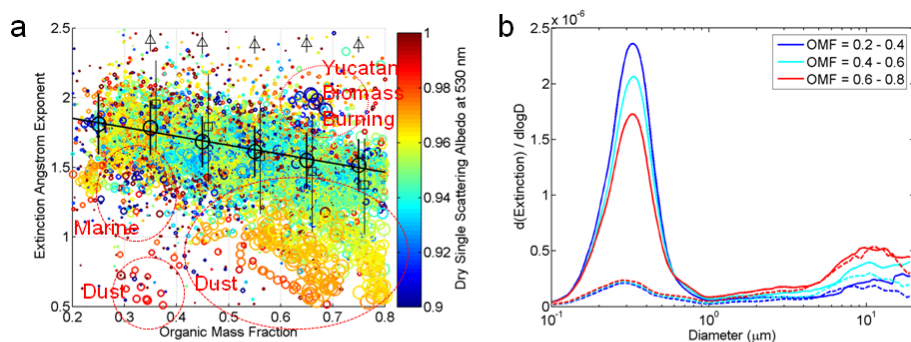 a
Extinction Angstrom Exponent
2.5
2
1.5
1
0.5
Yucatan
Biomass
Burning
Marine
Dust
Dust
0.2
0.3
0.4
0.5
0.6
0.7
0.8
Organic Mass Fraction
1
0.98
0.96
0.94
0.92
0.9
Dry Single Scattering Albedo at 530 nm
b
x 10⁻⁶
d(Extinction) / dlogD
2.5
2
1.5
1
0.5
0
OMF = 0.2 - 0.4
OMF = 0.4 - 0.6
OMF = 0.6 - 0.8
10⁻¹
10⁰
10¹
Diameter (μm)